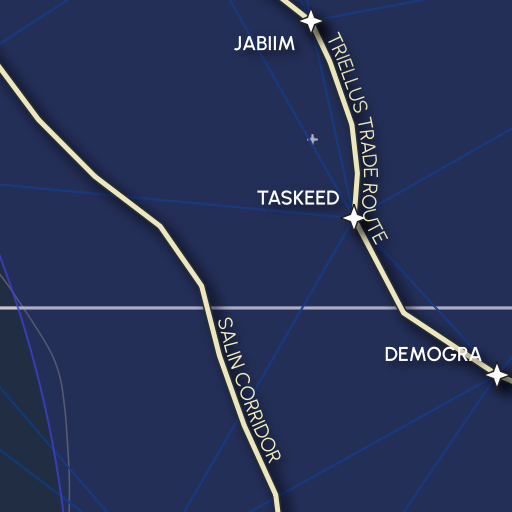 JABIIM
TRIELLUS TRADE ROUTE
TASKEED
SALIN CORRIDOR
DEMOGRA